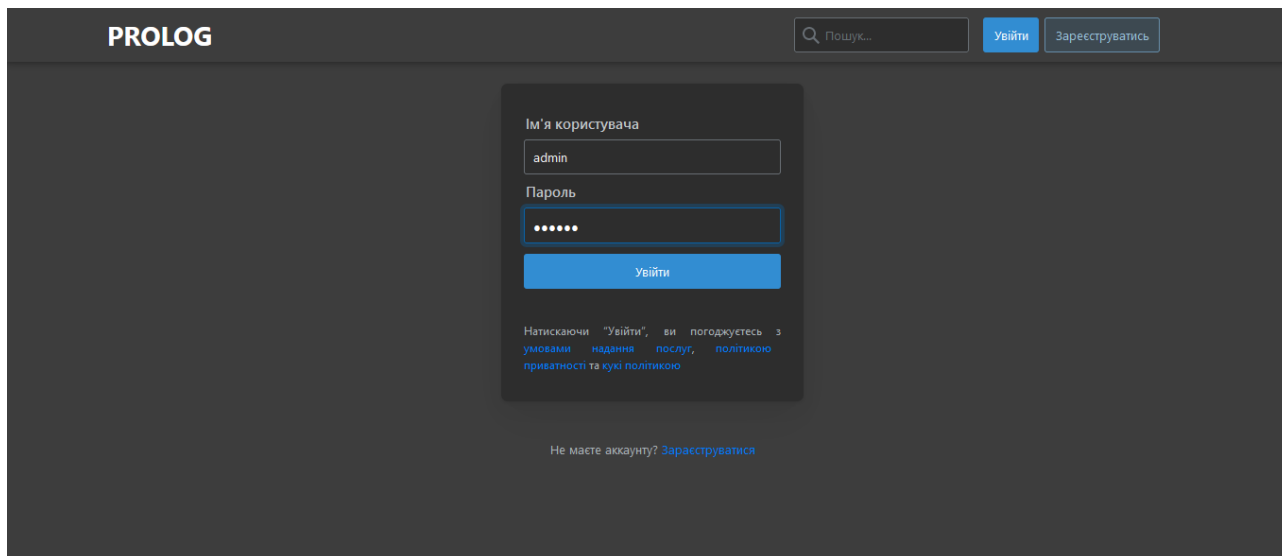 PROLOG
Пошук...
Увійти
Зареєструватись
Ім'я користувача
admin
Пароль
••••••
Увійти
Натискаючи "Увійти", ви погоджуєтесь з
умовами надання послуг, політикою
приватності та кукі політикою
Не маєте аккаунту? Зараєструватися